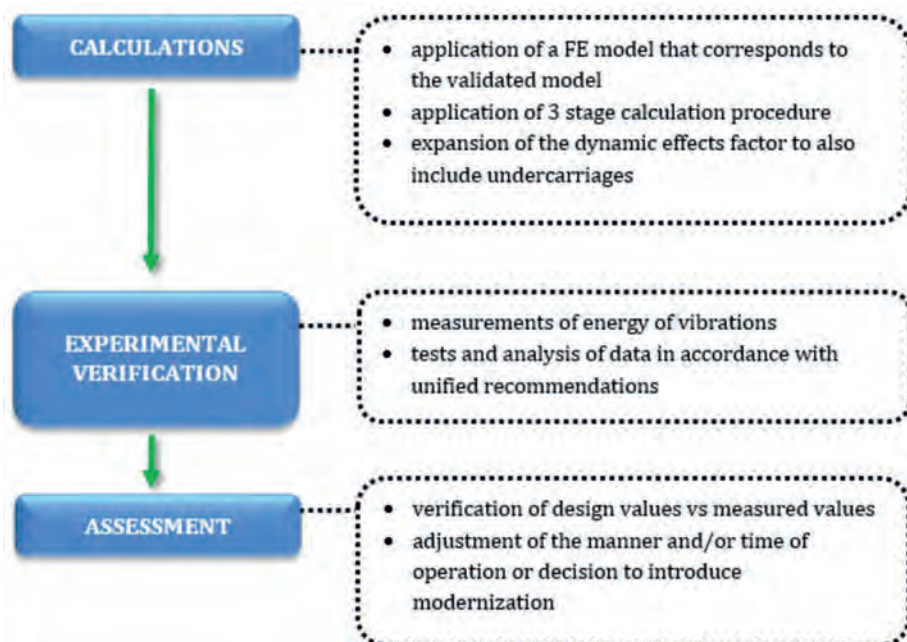 CALCULATIONS
• application of a FE model that corresponds to
the validated model
• application of 3 stage calculation procedure
• expansion of the dynamic effects factor to also
include undercarriages
EXPERIMENTAL
VERIFICATION
• measurements of energy of vibrations
• tests and analysis of data in accordance with
unified recommendations
ASSESSMENT
• verification of design values vs measured values
• adjustment of the manner and/or time of
operation or decision to introduce
modernization